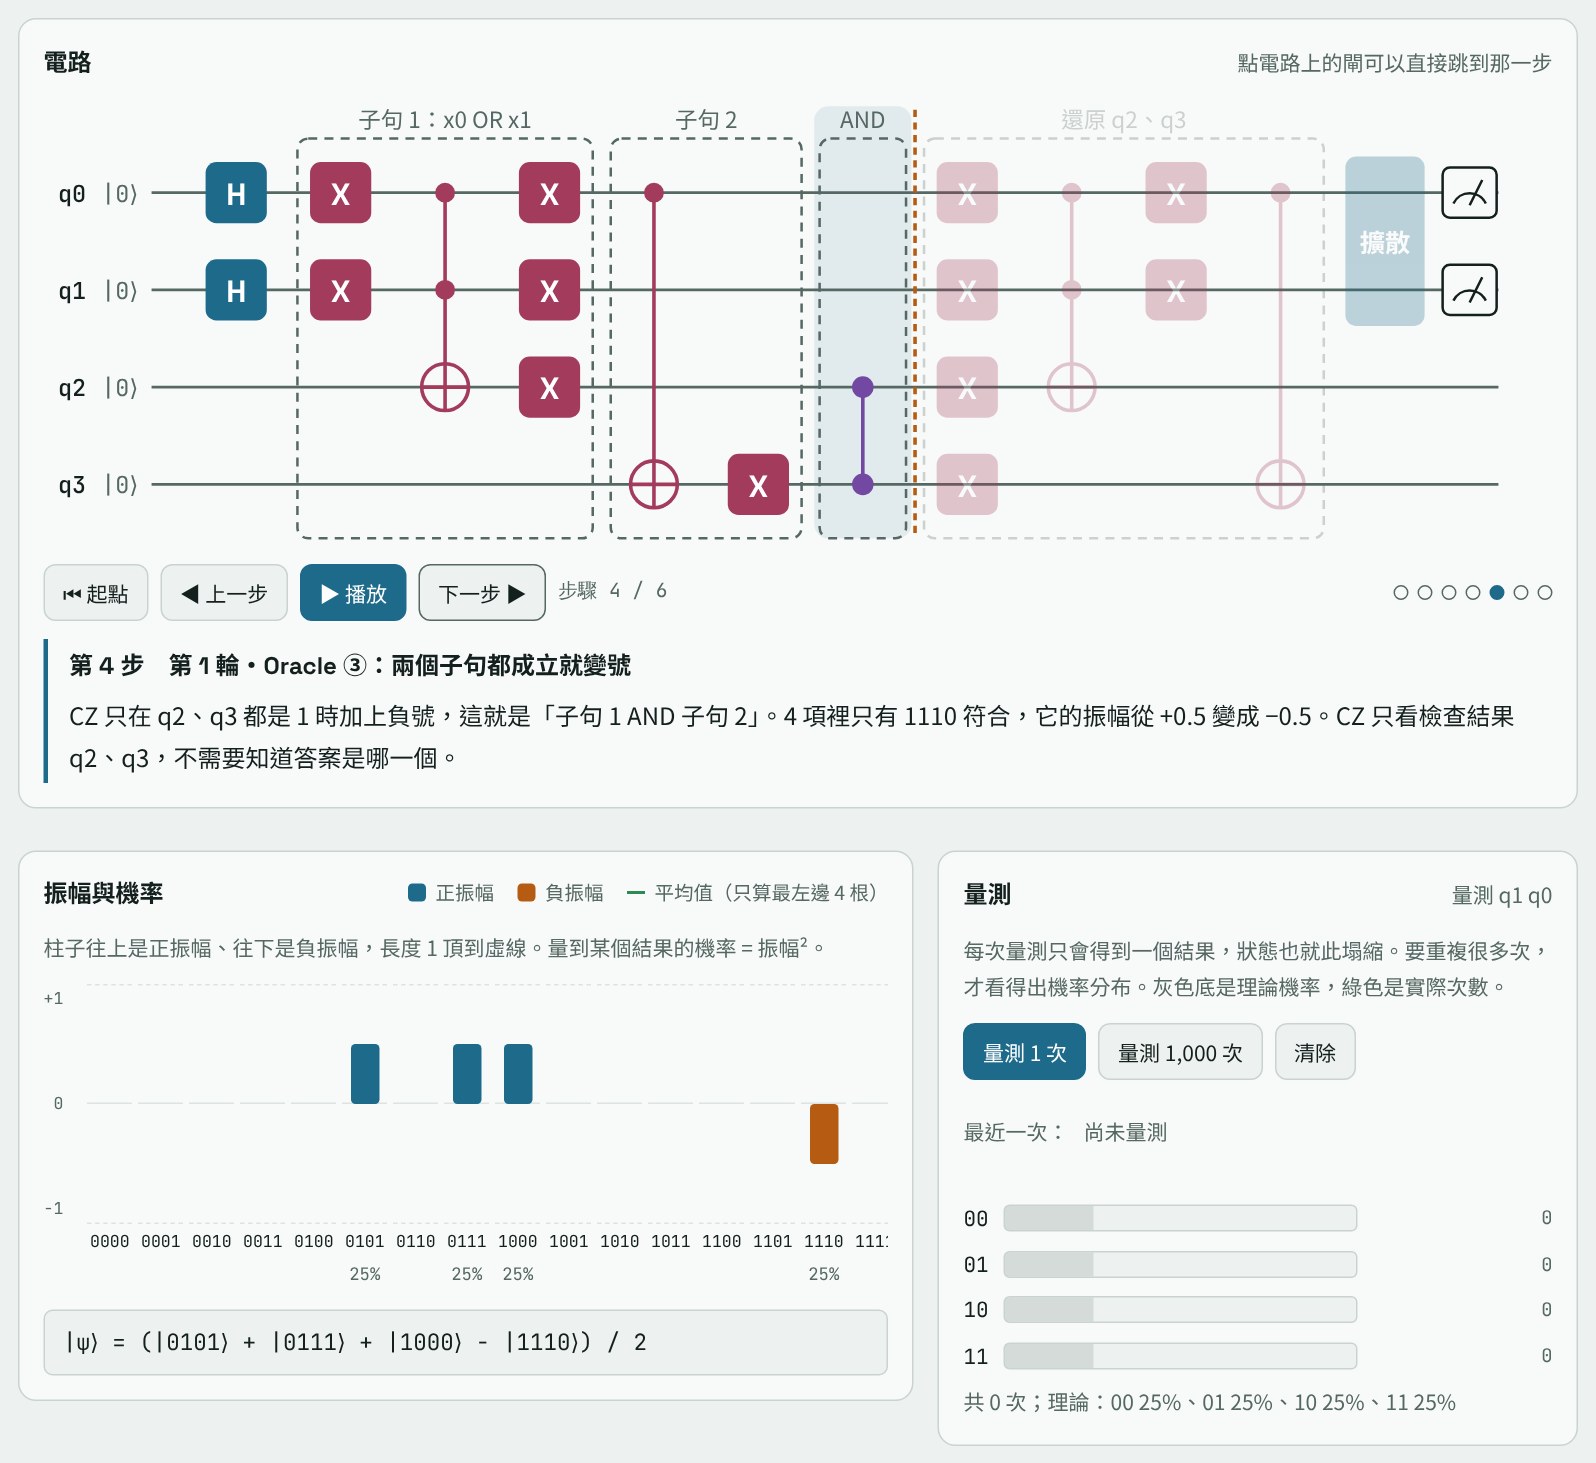 電路
點電路上的閘可以直接跳到那一步
子句 1：x0 OR x1
子句 2
AND
還原 q2、q3
q0 |0⟩ H X X X X 擴散
q1 |0⟩ H X X X X
q2 |0⟩ X X
q3 |0⟩ X X
⏮ 起點
◀ 上一步
▶ 播放
下一步 ▶
步驟 4 / 6
第 4 步 第 1 輪・Oracle ③：兩個子句都成立就變號
CZ 只在 q2、q3 都是 1 時加上負號，這就是「子句 1 AND 子句 2」。4 項裡只有 1110 符合，它的振幅從 +0.5 變成 −0.5。CZ 只看檢查結果
q2、q3，不需要知道答案是哪一個。
振幅與機率
正振幅
負振幅
平均值（只算最左邊 4 根）
柱子往上是正振幅、往下是負振幅，長度 1 頂到虛線。量到某個結果的機率 = 振幅²。
+1
0
-1
0000 0001 0010 0011 0100 0101 0110 0111 1000 1001 1010 1011 1100 1101 1110
25% 25% 25% 25%
|ψ⟩ = (|0101⟩ + |0111⟩ + |1000⟩ - |1110⟩) / 2
量測
量測 q1 q0
每次量測只會得到一個結果，狀態也就此塌縮。要重複很多次，
才看得出機率分布。灰色底是理論機率，綠色是實際次數。
量測 1 次
量測 1,000 次
清除
最近一次： 尚未量測
00 0
01 0
10 0
11 0
共 0 次；理論：00 25%、01 25%、10 25%、11 25%